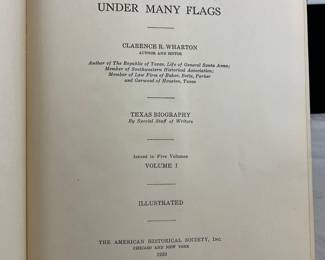 UNDER MANY FLAGS
CLARENCE R. WHARTON
AUTHOR AND EDITOR
Author of The Republic of Texas, Life of General Santa Anna;
Member of Southwestern Historical Association;
Member of Law Firm of Baker, Botts, Parker
and Garwood of Houston, Texas
TEXAS BIOGRAPHY
By Special Staff of Writers
Issued in Five Volumes
VOLUME I
ILLUSTRATED
THE AMERICAN HISTORICAL SOCIETY, INC.
CHICAGO AND NEW YORK
1930